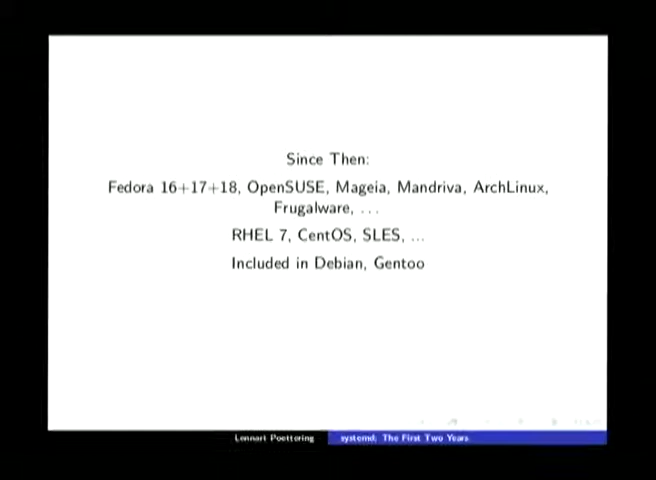 Since Then:
Fedora 16+17+18, OpenSUSE, Mageia, Mandriva, ArchLinux,
Frugalware, ...
RHEL 7, CentOS, SLES, ...
Included in Debian, Gentoo
Lennart Poettering
systemd: The First Two Years